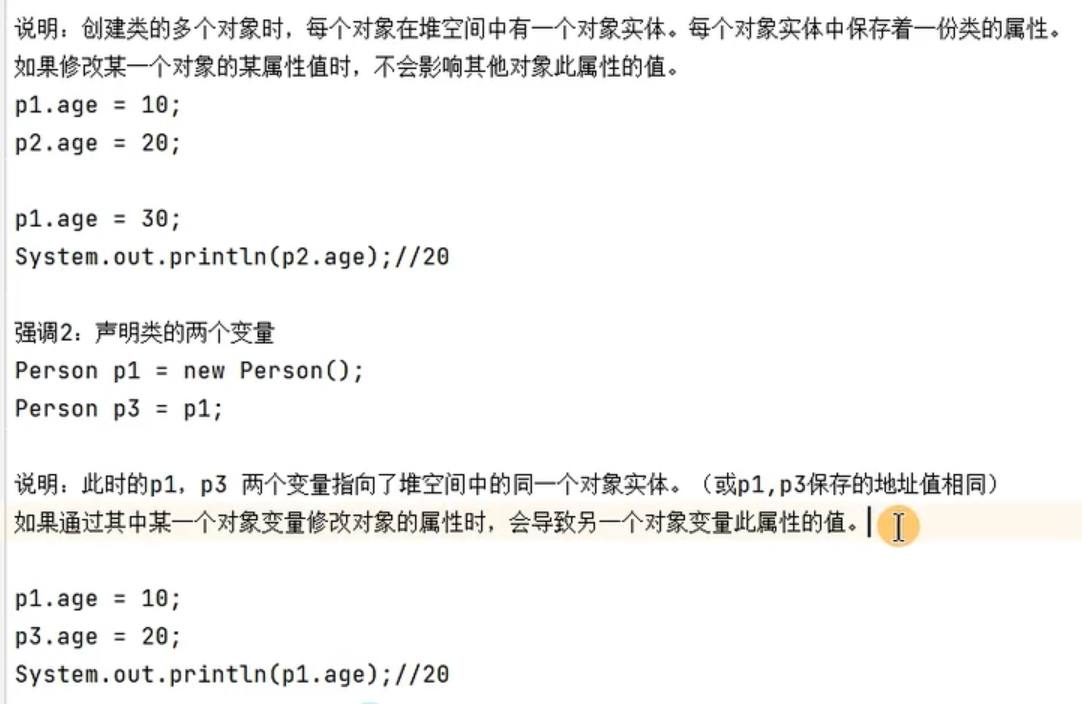 说明：创建类的多个对象时，每个对象在堆空间中有一个对象实体。每个对象实体中保存着一份类的属性。
如果修改某一个对象的某属性值时，不会影响其他对象此属性的值。
p1.age = 10;
p2.age = 20;
p1.age = 30;
System.out.println(p2.age);//20
强调2：声明类的两个变量
Person p1 = new Person();
Person p3 = p1;
说明：此时的p1，p3 两个变量指向了堆空间中的同一个对象实体。（或p1,p3保存的地址值相同）
如果通过其中某一个对象变量修改对象的属性时，会导致另一个对象变量此属性的值。
p1.age = 10;
p3.age = 20;
System.out.println(p1.age);//20